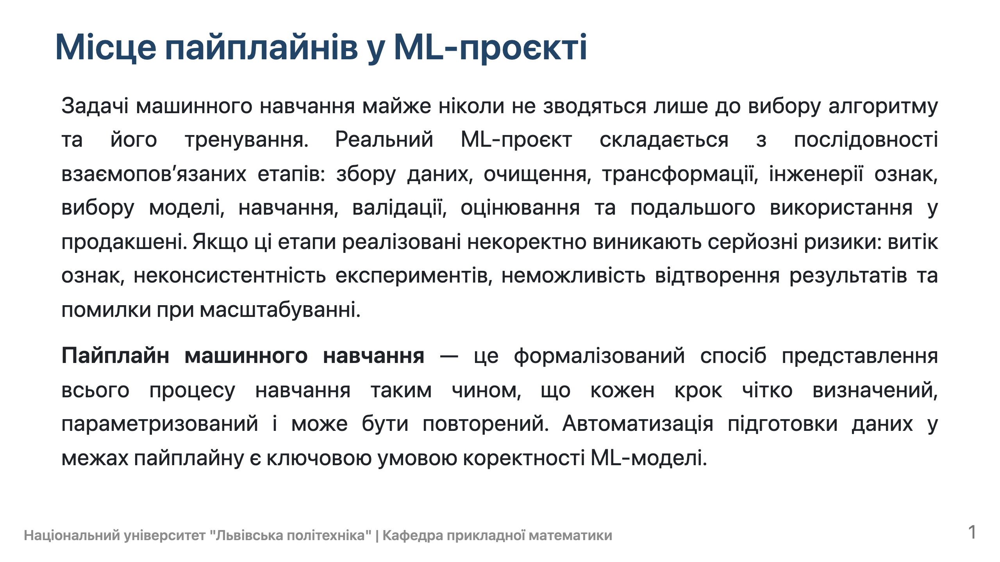 Місце пайплайнів у ML-проєкті
Задачі машинного навчання майже ніколи не зводяться лише до вибору алгоритму
та його тренування. Реальний ML-проєкт складається з послідовності
взаємопов’язаних етапів: збору даних, очищення, трансформації, інженерії ознак,
вибору моделі, навчання, валідації, оцінювання та подальшого використання у
продакшені. Якщо ці етапи реалізовані некоректно виникають серйозні ризики: витік
ознак, неконсистентність експериментів, неможливість відтворення результатів та
помилки при масштабуванні.
Пайплайн машинного навчання — це формалізований спосіб представлення
всього процесу навчання таким чином, що кожен крок чітко визначений,
параметризований і може бути повторений. Автоматизація підготовки даних у
межах пайплайну є ключовою умовою коректності ML-моделі.
Національний університет "Львівська політехніка" | Кафедра прикладної математики
1